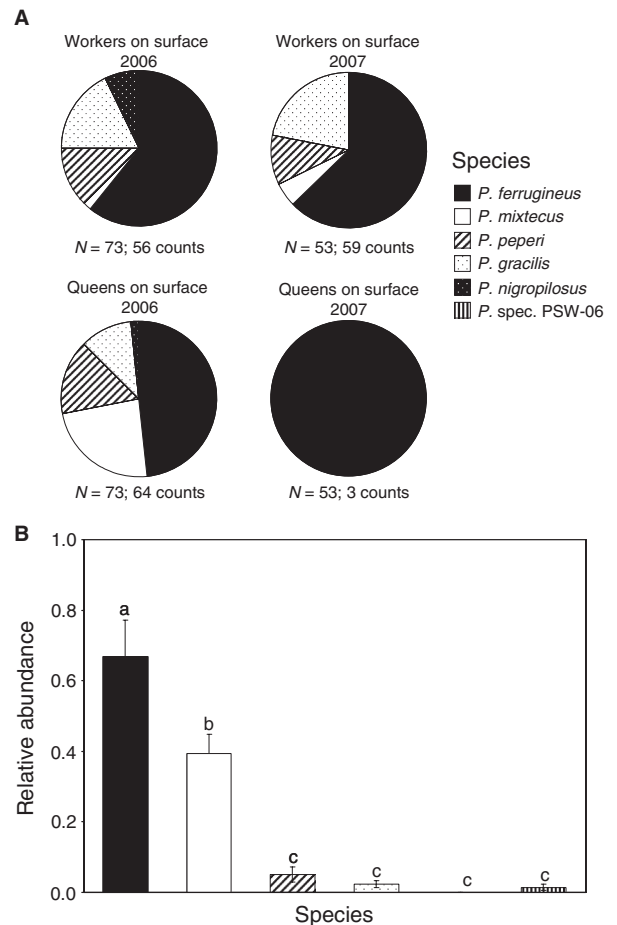 A
Workers on surface
2006
Workers on surface
2007
N = 73; 56 counts
N = 53; 59 counts
Queens on surface
2006
Queens on surface
2007
N = 73; 64 counts
N = 53; 3 counts
Species
P. ferrugineus
P. mixtecus
P. peperi
P. gracilis
P. nigropilosus
P. spec. PSW-06
B
Relative abundance
1.0
0.8
0.6
0.4
0.2
0.0
a
b
c
c
c
c
Species